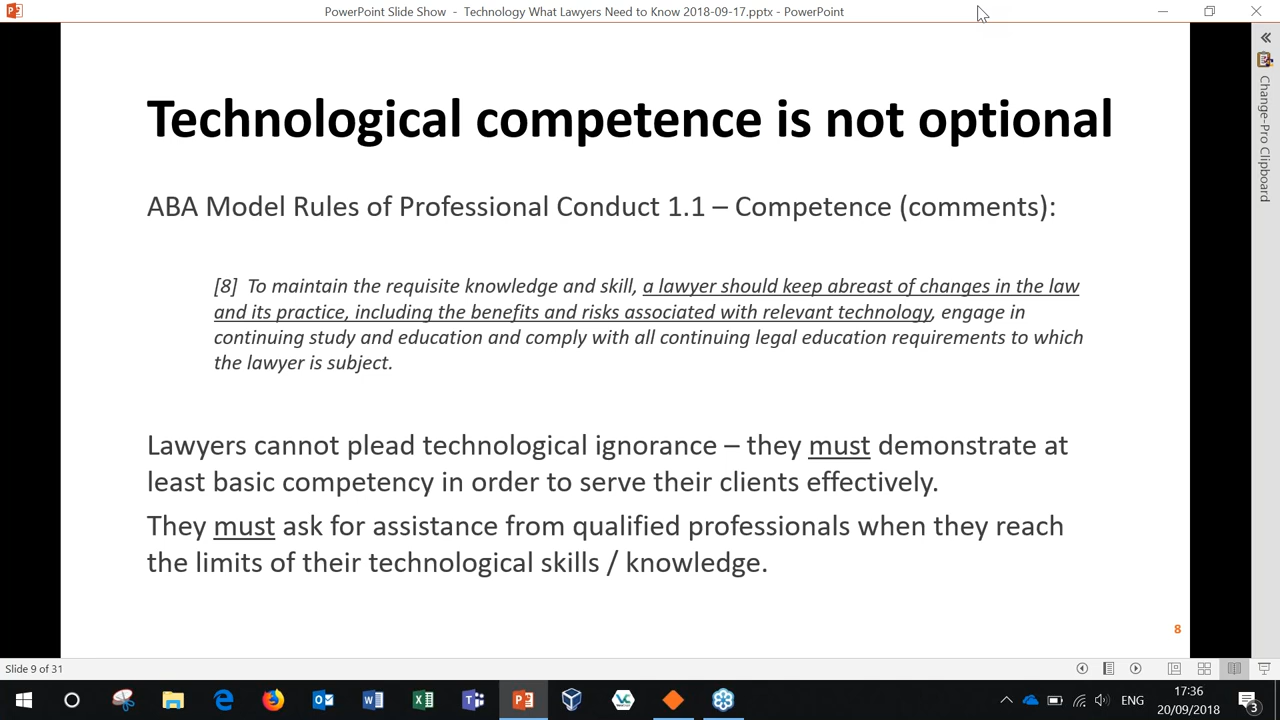 PowerPoint Slide Show - Technology What Lawyers Need to Know 2018-09-17.pptx - PowerPoint
Change-Pro Clipboard
Technological competence is not optional
ABA Model Rules of Professional Conduct 1.1 – Competence (comments):
[8] To maintain the requisite knowledge and skill, a lawyer should keep abreast of changes in the law
and its practice, including the benefits and risks associated with relevant technology, engage in
continuing study and education and comply with all continuing legal education requirements to which
the lawyer is subject.
Lawyers cannot plead technological ignorance – they must demonstrate at
least basic competency in order to serve their clients effectively.
They must ask for assistance from qualified professionals when they reach
the limits of their technological skills / knowledge.
8
Slide 9 of 31
ENG
17:36
20/09/2018
3